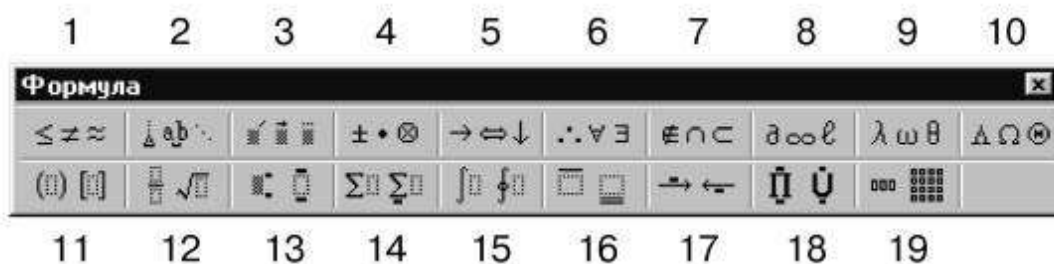 1 2 3 4 5 6 7 8 9 10
Формула
≤ ≠ ≈ a͎b ⋱ ± • ⊗ → ⇔ ↓ ∴ ∀ ∃ ∉ ∩ ⊂ ∂ ∞ ℓ λ ω θ Λ Ω Θ
() [] √ Σ Σ ∫ ∮ → ← Π Ụ
11 12 13 14 15 16 17 18 19